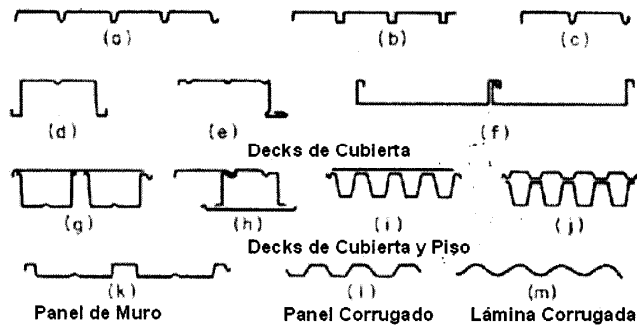 (a) (b) (c)
(d) (e) (f)
Decks de Cubierta
(g) (h) (i) (j)
Decks de Cubierta y Piso
(k) (l) (m)
Panel de Muro Panel Corrugado Lámina Corrugada